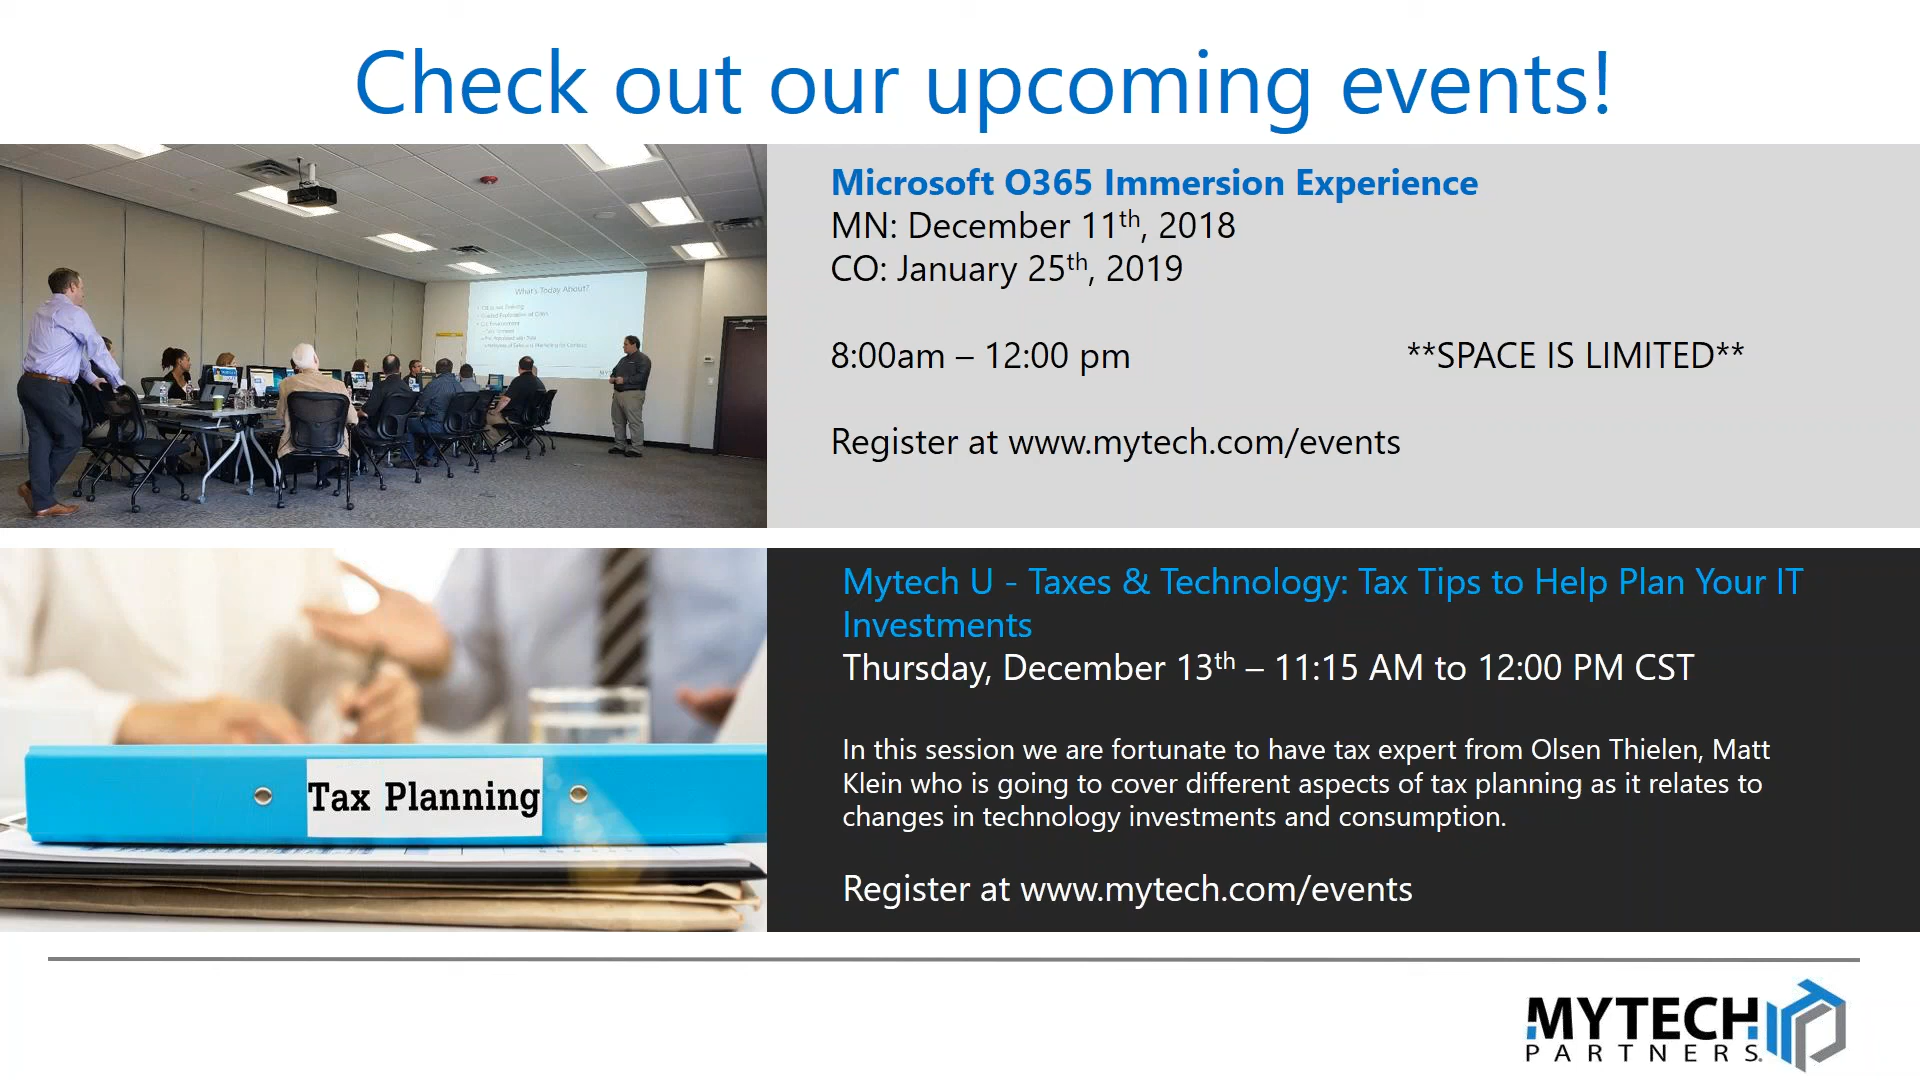 Check out our upcoming events!
Microsoft O365 Immersion Experience
MN: December 11th, 2018
CO: January 25th, 2019
8:00am – 12:00 pm **SPACE IS LIMITED**
Register at www.mytech.com/events
What's Today About?
Mytech U - Taxes & Technology: Tax Tips to Help Plan Your IT
Investments
Thursday, December 13th – 11:15 AM to 12:00 PM CST
In this session we are fortunate to have tax expert from Olsen Thielen, Matt
Klein who is going to cover different aspects of tax planning as it relates to
changes in technology investments and consumption.
Register at www.mytech.com/events
Tax Planning
MYTECH
PARTNERS